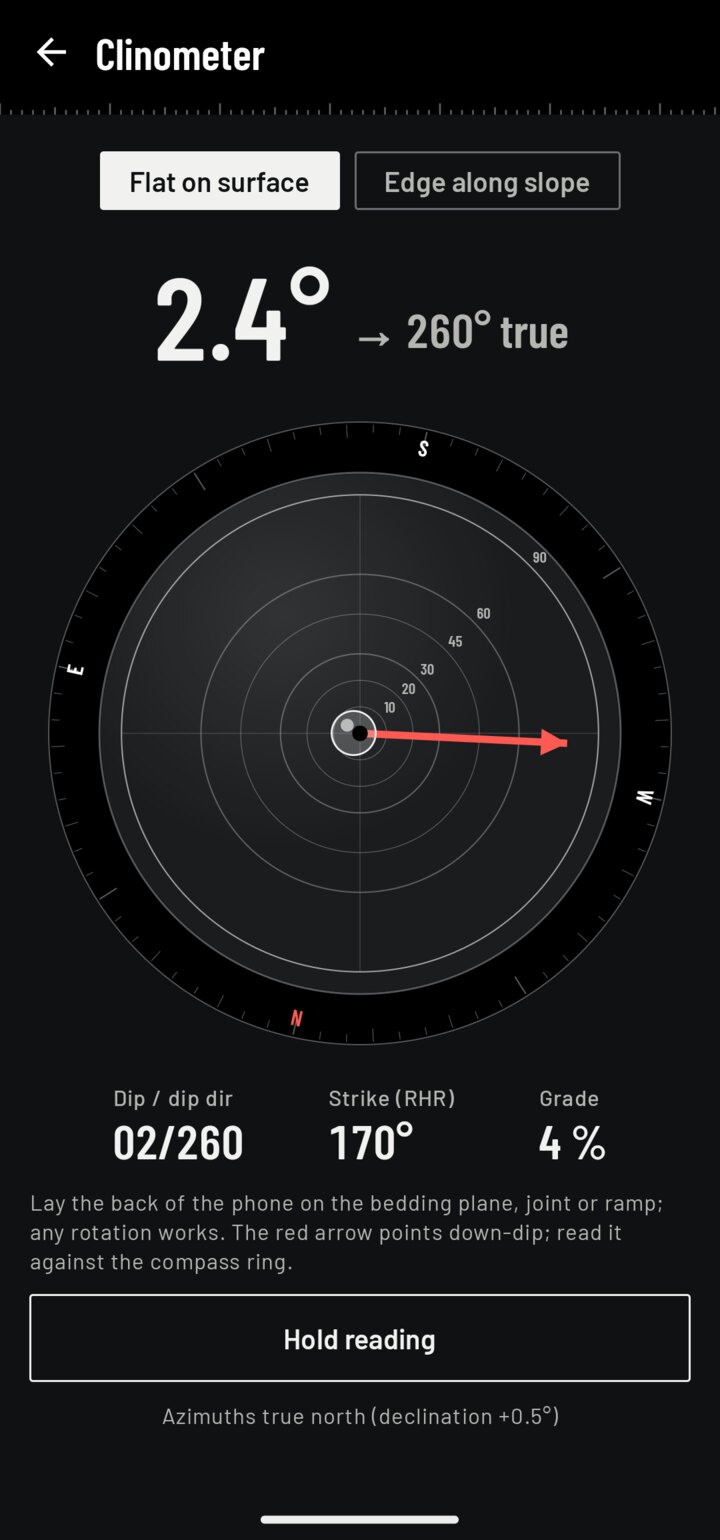 Clinometer
Flat on surface
Edge along slope
2.4° → 260° true
S
90
60
45
E
30
20
10
W
N
Dip / dip dir
Strike (RHR)
Grade
02/260
170°
4 %
Lay the back of the phone on the bedding plane, joint or ramp;
any rotation works. The red arrow points down-dip; read it
against the compass ring.
Hold reading
Azimuths true north (declination +0.5°)